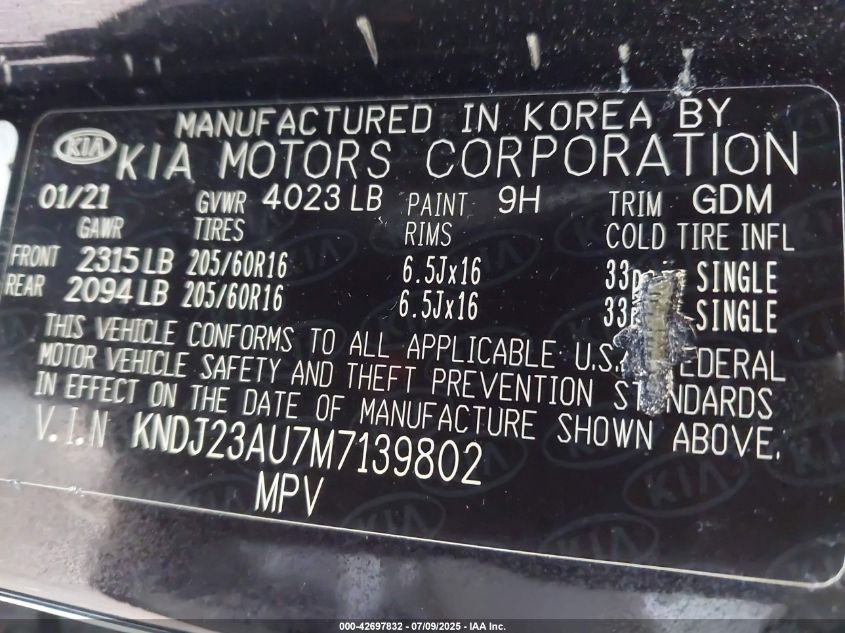 MANUFACTURED IN KOREA BY
KIA KIA MOTORS CORPORATION
01/21 GVWR 4023 LB PAINT 9H TRIM GDM
GAWR TIRES RIMS COLD TIRE INFL
FRONT 2315 LB 205/60R16 6.5Jx16 33 SINGLE
REAR 2094 LB 205/60R16 6.5Jx16 33 SINGLE
THIS VEHICLE CONFORMS TO ALL APPLICABLE U.S.
MOTOR VEHICLE SAFETY AND THEFT PREVENTION
IN EFFECT ON THE DATE OF MANUFACTURE SHOWN ABOVE.
V.I.N KNDJ23AU7M7139802
MPV
000-42697832 - 07/09/2025 - IAA Inc.